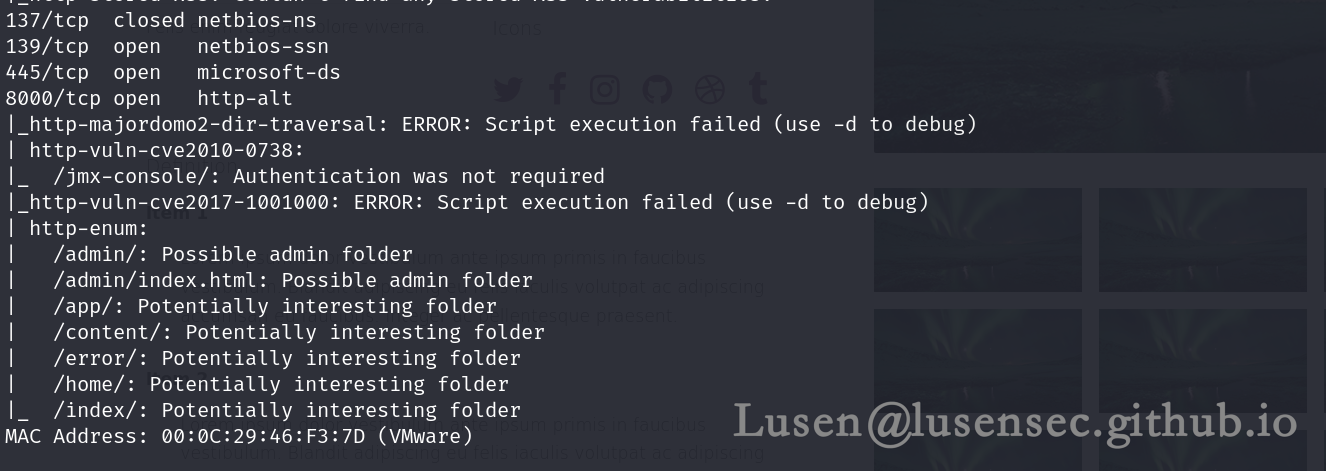 137/tcp  closed netbios-ns
139/tcp  open   netbios-ssn
445/tcp  open   microsoft-ds
8000/tcp open   http-alt
|_http-majordomo2-dir-traversal: ERROR: Script execution failed (use -d to debug)
| http-vuln-cve2010-0738:
|_  /jmx-console/: Authentication was not required
|_http-vuln-cve2017-1001000: ERROR: Script execution failed (use -d to debug)
| http-enum:
|   /admin/: Possible admin folder
|   /admin/index.html: Possible admin folder
|   /app/: Potentially interesting folder
|   /content/: Potentially interesting folder
|   /error/: Potentially interesting folder
|   /home/: Potentially interesting folder
|_  /index/: Potentially interesting folder
MAC Address: 00:0C:29:46:F3:7D (VMware)
Lusen@lusensec.github.io